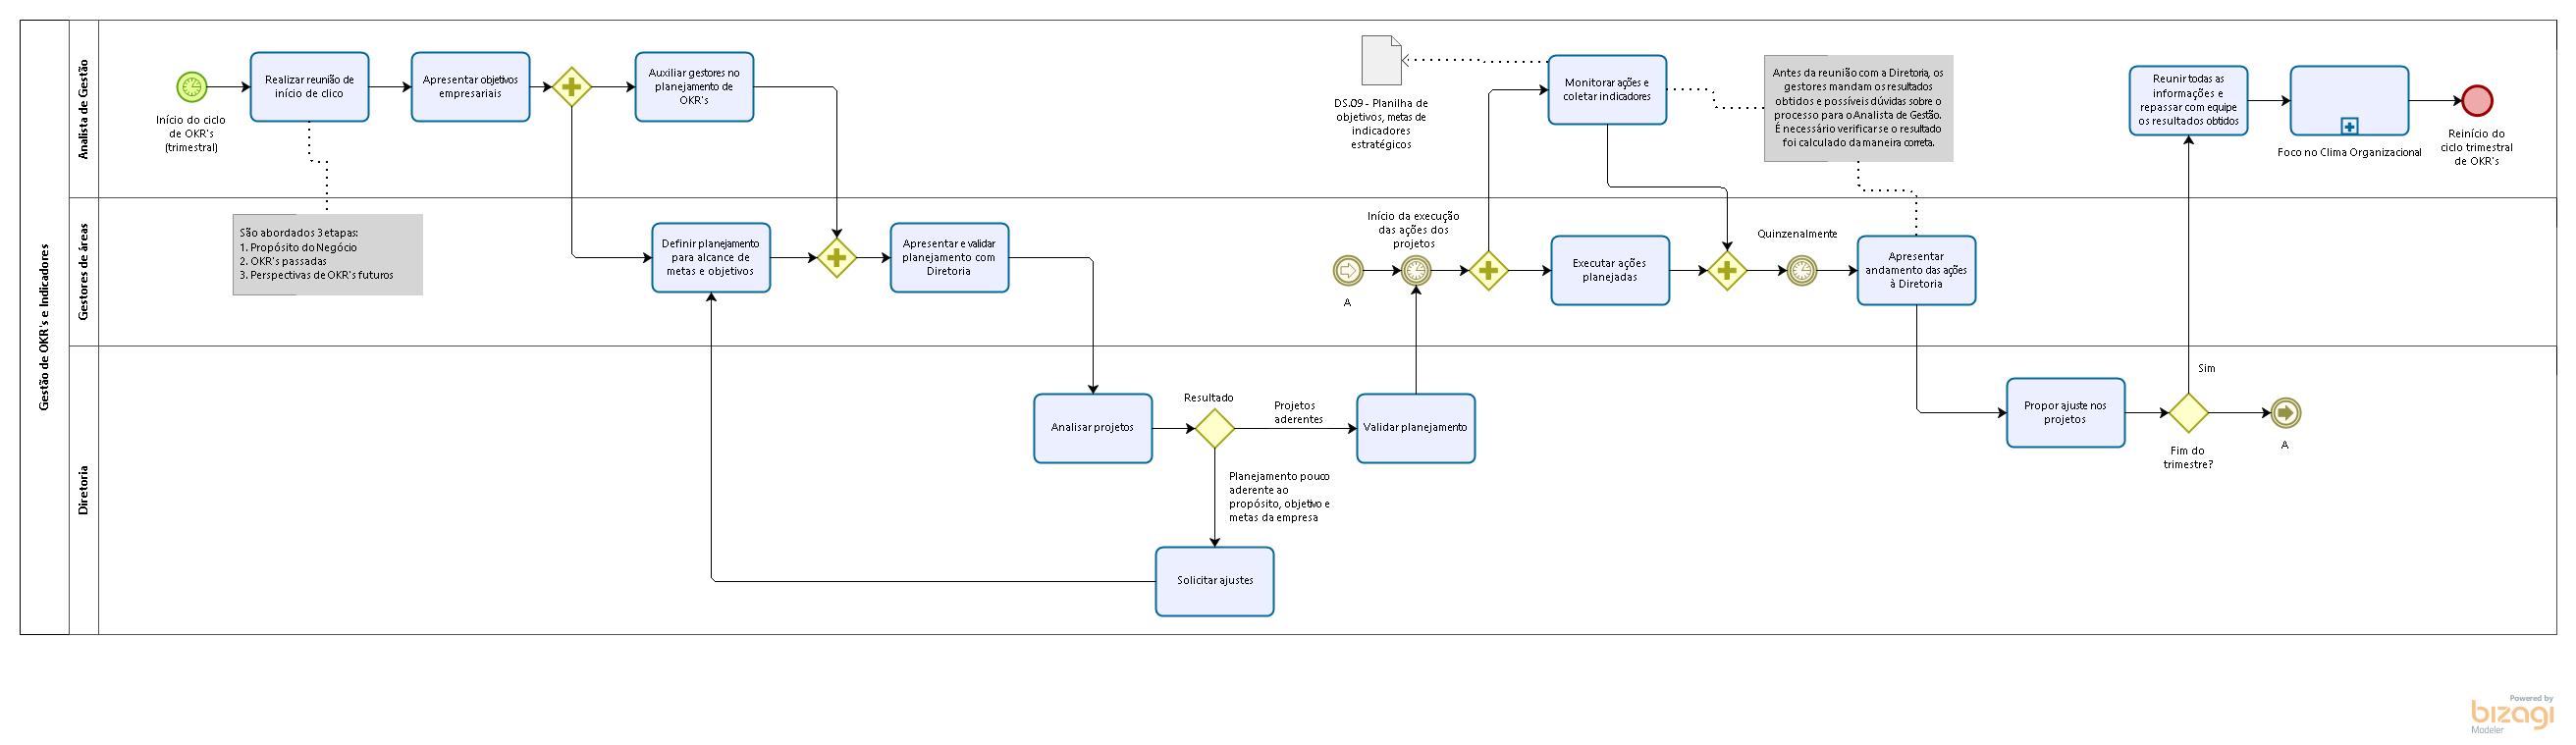 Gestão de OKR's e Indicadores
Analista de Gestão
Início do ciclo
de OKR's
(trimestral)
Realizar reunião de
início de clico
Apresentar objetivos
empresariais
Auxiliar gestores no
planejamento de
OKR's
DS.09 - Planilha de
objetivos, metas de
indicadores
estratégicos
Monitorar ações e
coletar indicadores
Antes da reunião com a Diretoria, os
gestores mandam os resultados
obtidos e possíveis dúvidas sobre o
processo para o Analista de Gestão.
É necessário verificar se o resultado
foi calculado da maneira correta.
Reunir todas as
informações e
repassar com equipe
os resultados obtidos
Foco no Clima Organizacional
Reinício do
ciclo trimestral
de OKR's
Gestores de áreas
São abordados 3 etapas:
1. Propósito do Negócio
2. OKR's passadas
3. Perspectivas de OKR's futuros
Definir planejamento
para alcance de
metas e objetivos
Apresentar e validar
planejamento com
Diretoria
A
Início da execução
das ações dos
projetos
Executar ações
planejadas
Quinzenalmente
Apresentar
andamento das ações
à Diretoria
Diretoria
Analisar projetos
Resultado
Projetos
aderentes
Validar planejamento
Planejamento pouco
aderente ao
propósito, objetivo e
metas da empresa
Solicitar ajustes
Propor ajuste nos
projetos
Sim
Fim do
trimestre?
A
Powered by
bizagi
Modeler